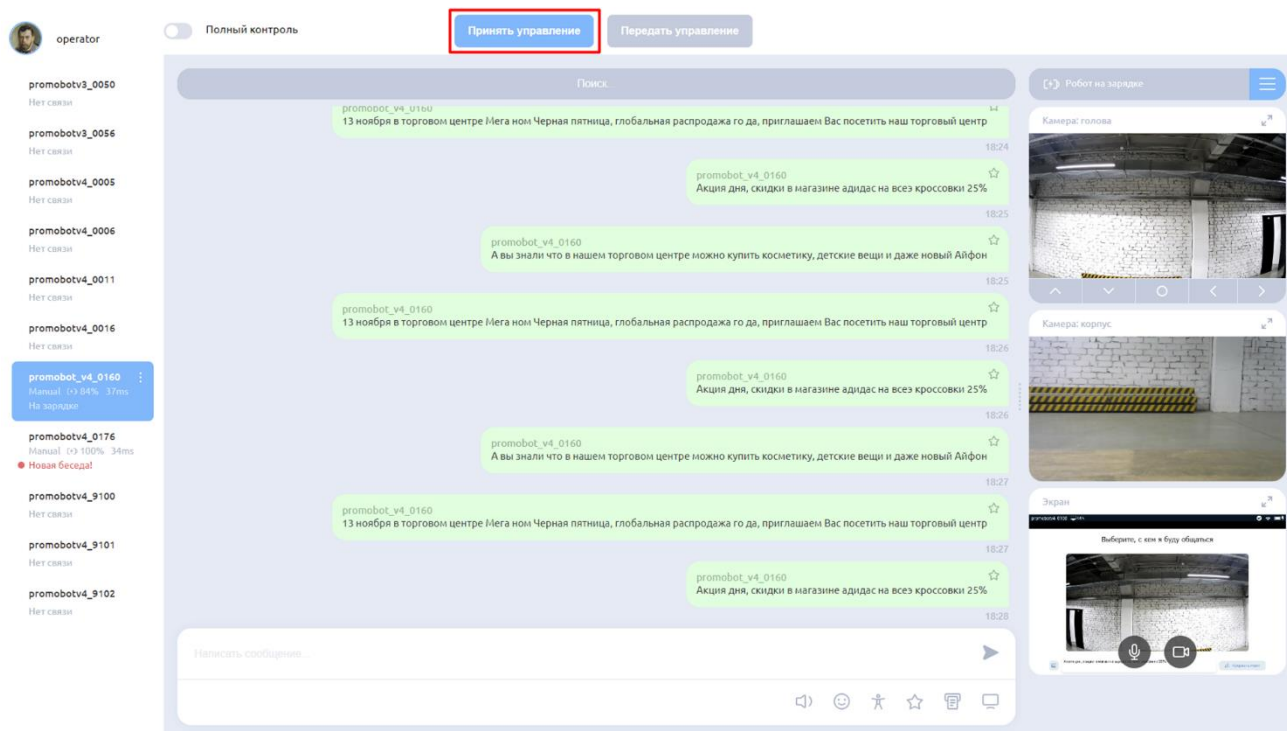 operator
Полный контроль
Принять управление
Передать управление
promobotv3_0050
Нет связи
promobotv3_0056
Нет связи
promobotv4_0005
Нет связи
promobotv4_0006
Нет связи
promobotv4_0011
Нет связи
promobotv4_0016
Нет связи
promobot_v4_0160
Manual 84% 37ms
На зарядке
promobotv4_0176
Manual 100% 34ms
Новая беседа!
promobotv4_9100
Нет связи
promobotv4_9101
Нет связи
promobotv4_9102
Нет связи
Поиск...
promobot_v4_0160
13 ноября в торговом центре Мега ном Черная пятница, глобальная распродажа го да, приглашаем Вас посетить наш торговый центр
18:24
promobot_v4_0160
Акция дня, скидки в магазине адидас на всеэ кроссовки 25%
18:25
promobot_v4_0160
А вы знали что в нашем торговом центре можно купить косметику, детские вещи и даже новый Айфон
18:25
promobot_v4_0160
13 ноября в торговом центре Мега ном Черная пятница, глобальная распродажа го да, приглашаем Вас посетить наш торговый центр
18:26
promobot_v4_0160
Акция дня, скидки в магазине адидас на всеэ кроссовки 25%
18:26
promobot_v4_0160
А вы знали что в нашем торговом центре можно купить косметику, детские вещи и даже новый Айфон
18:27
promobot_v4_0160
13 ноября в торговом центре Мега ном Черная пятница, глобальная распродажа го да, приглашаем Вас посетить наш торговый центр
18:27
promobot_v4_0160
Акция дня, скидки в магазине адидас на всеэ кроссовки 25%
18:28
Написать сообщение...
Робот на зарядке
Камера: голова
Камера: корпус
Экран
Выберите, с кем я буду общаться